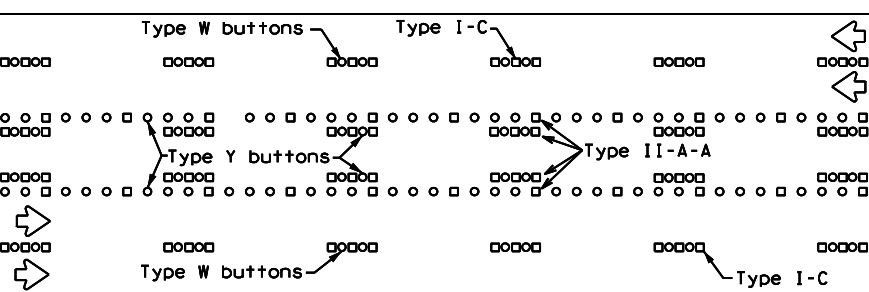 Type W buttons
Type I-C
Type Y buttons
Type II-A-A
Type W buttons
Type I-C